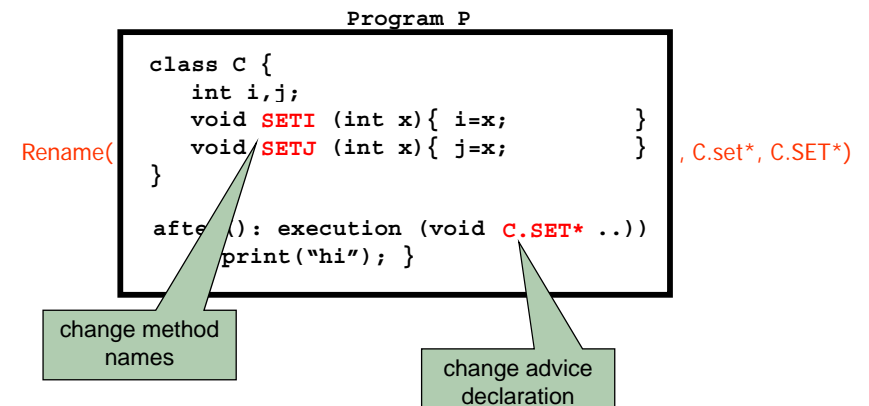 Program P
class C {
int i,j;
void SETI (int x){ i=x; }
void SETJ (int x){ j=x; }
}
Rename( , C.set*, C.SET*)
after(): execution (void C.SET* ..))
print("hi"); }
change method
names
change advice
declaration